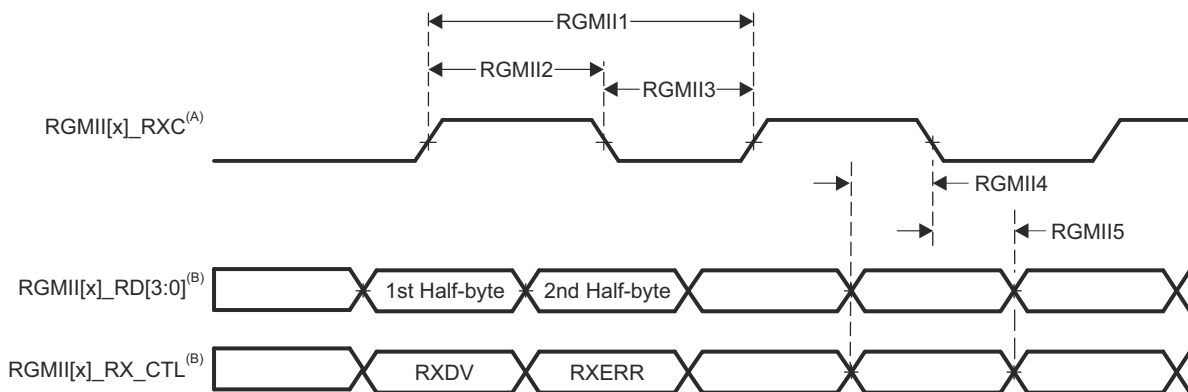 RGMII1
RGMII2
RGMII3
RGMII[x]_RXC(A)
RGMII4
RGMII5
RGMII[x]_RD[3:0](B)
1st Half-byte
2nd Half-byte
RGMII[x]_RX_CTL(B)
RXDV
RXERR